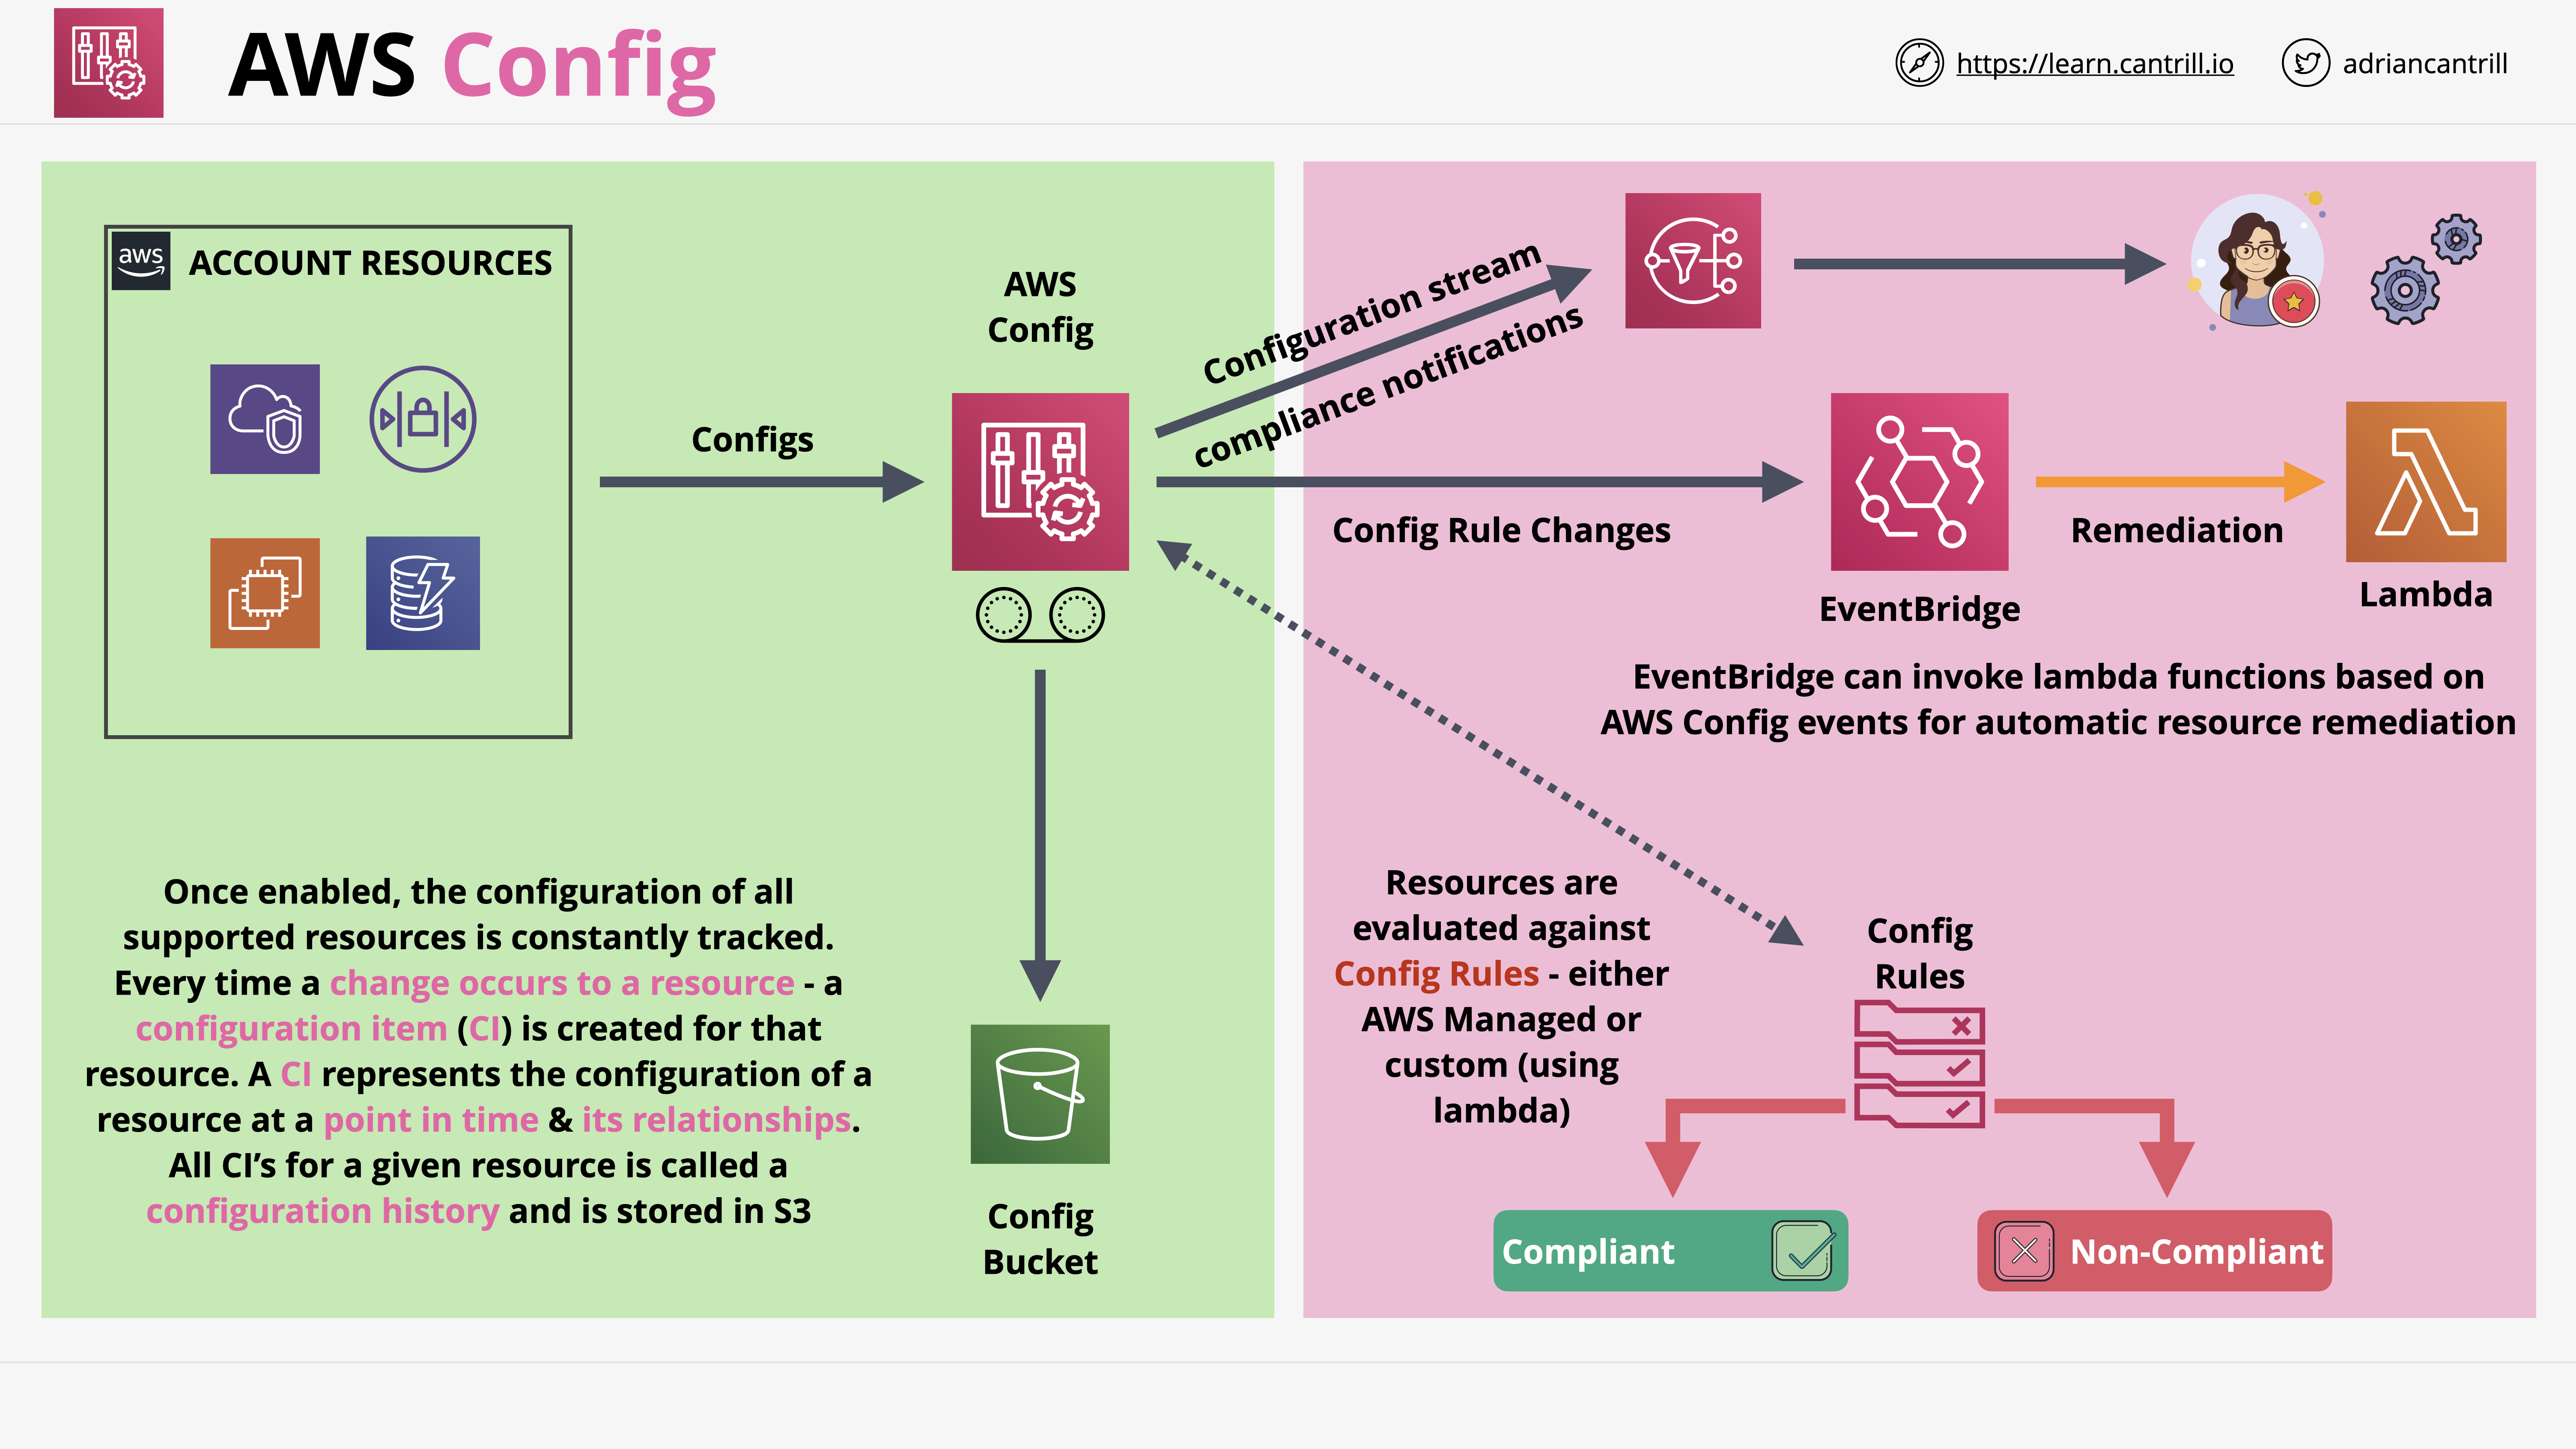 AWS Config
https://learn.cantrill.io
adriancantrill
aws
ACCOUNT RESOURCES
Configs
AWS
Config
Once enabled, the configuration of all
supported resources is constantly tracked.
Every time a change occurs to a resource - a
configuration item (CI) is created for that
resource. A CI represents the configuration of a
resource at a point in time & its relationships.
All CI’s for a given resource is called a
configuration history and is stored in S3
Config
Bucket
Configuration stream
compliance notifications
Config Rule Changes
EventBridge
Remediation
Lambda
EventBridge can invoke lambda functions based on
AWS Config events for automatic resource remediation
Resources are
evaluated against
Config Rules - either
AWS Managed or
custom (using
lambda)
Config
Rules
Compliant
Non-Compliant